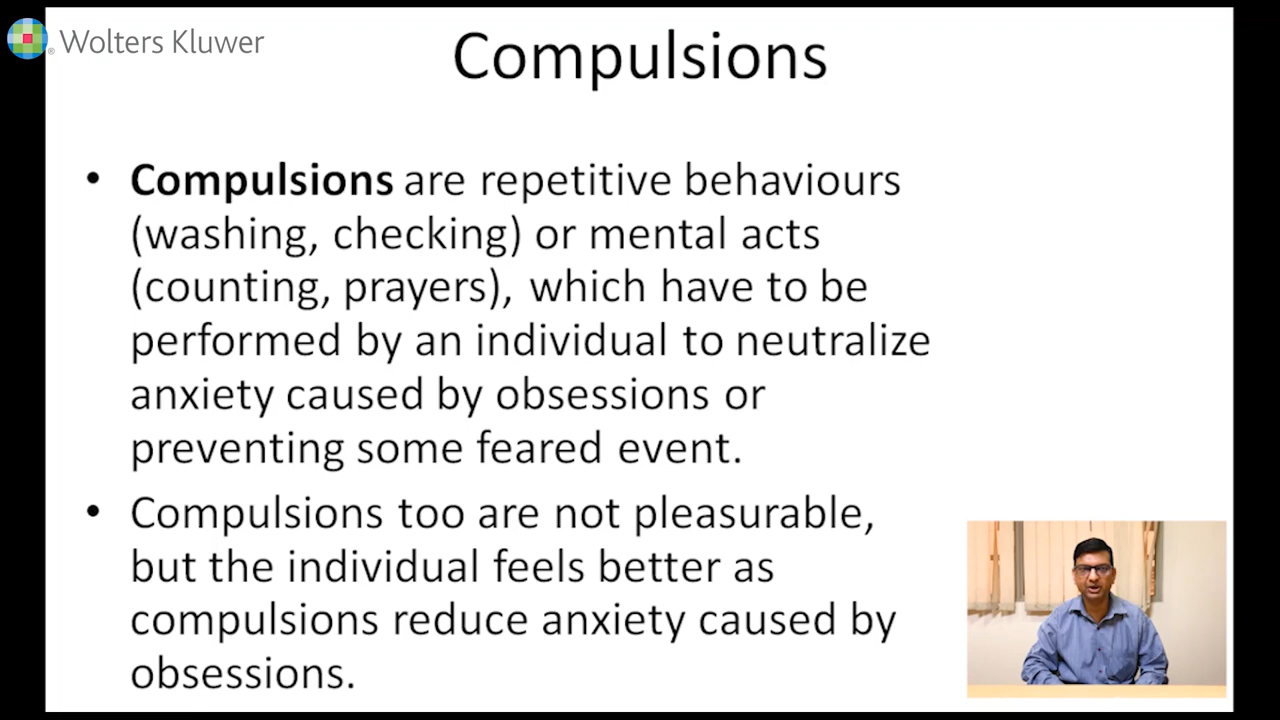 Wolters Kluwer
Compulsions
• Compulsions are repetitive behaviours
(washing, checking) or mental acts
(counting, prayers), which have to be
performed by an individual to neutralize
anxiety caused by obsessions or
preventing some feared event.
• Compulsions too are not pleasurable,
but the individual feels better as
compulsions reduce anxiety caused by
obsessions.